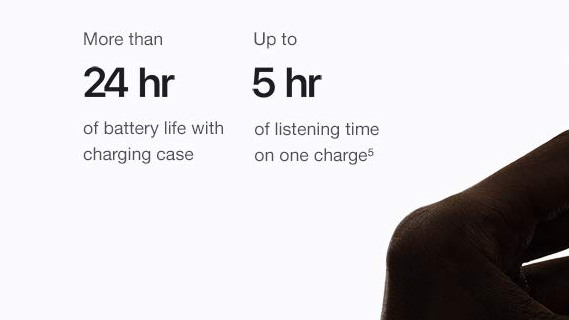 More than
24 hr
of battery life with
charging case
Up to
5 hr
of listening time
on one charge⁵